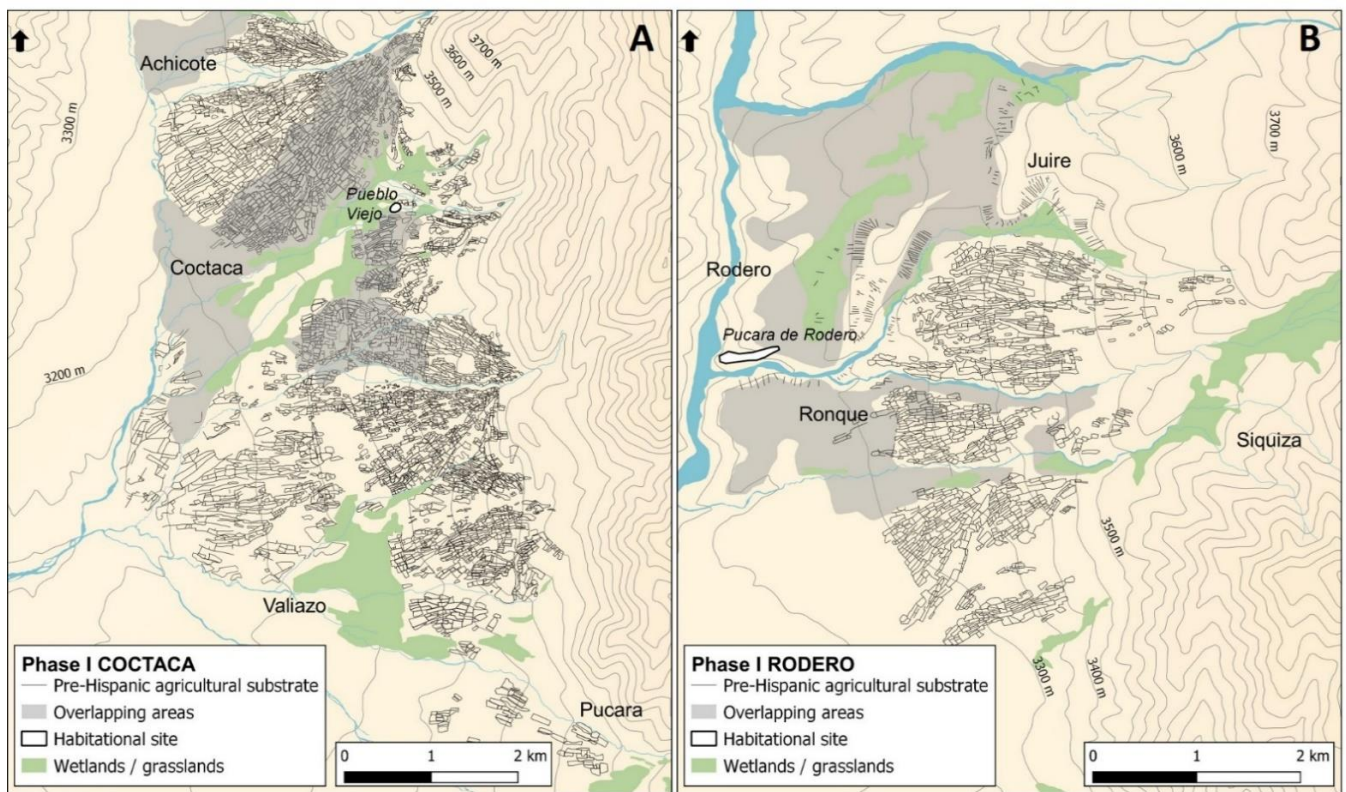 A
Achicote
3700 m
3600 m
3500 m
3300 m
Pueblo
Viejo
Coctaca
3200 m
Valiazo
Pucara
Phase I COCTACA
Pre-Hispanic agricultural substrate
Overlapping areas
Habitational site
Wetlands / grasslands
0 1 2 km
B
3700 m
3600 m
Juire
Rodero
Pucara de Rodero
Ronque
Siquiza
3500 m
3300 m
3400 m
Phase I RODERO
Pre-Hispanic agricultural substrate
Overlapping areas
Habitational site
Wetlands / grasslands
0 1 2 km